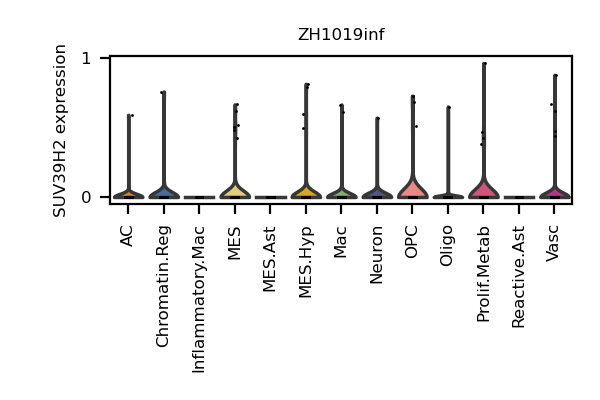 ZH1019inf
SUV39H2 expression
1
0
AC
Chromatin.Reg
Inflammatory.Mac
MES
MES.Ast
MES.Hyp
Mac
Neuron
OPC
Oligo
Prolif.Metab
Reactive.Ast
Vasc